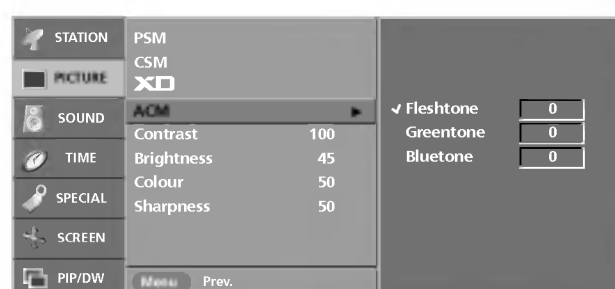 STATION
PICTURE
SOUND
TIME
SPECIAL
SCREEN
PIP/DW
PSM
CSM
XD
ACM
Contrast 100
Brightness 45
Colour 50
Sharpness 50
Menu Prev.
✓ Fleshtone 0
Greentone 0
Bluetone 0